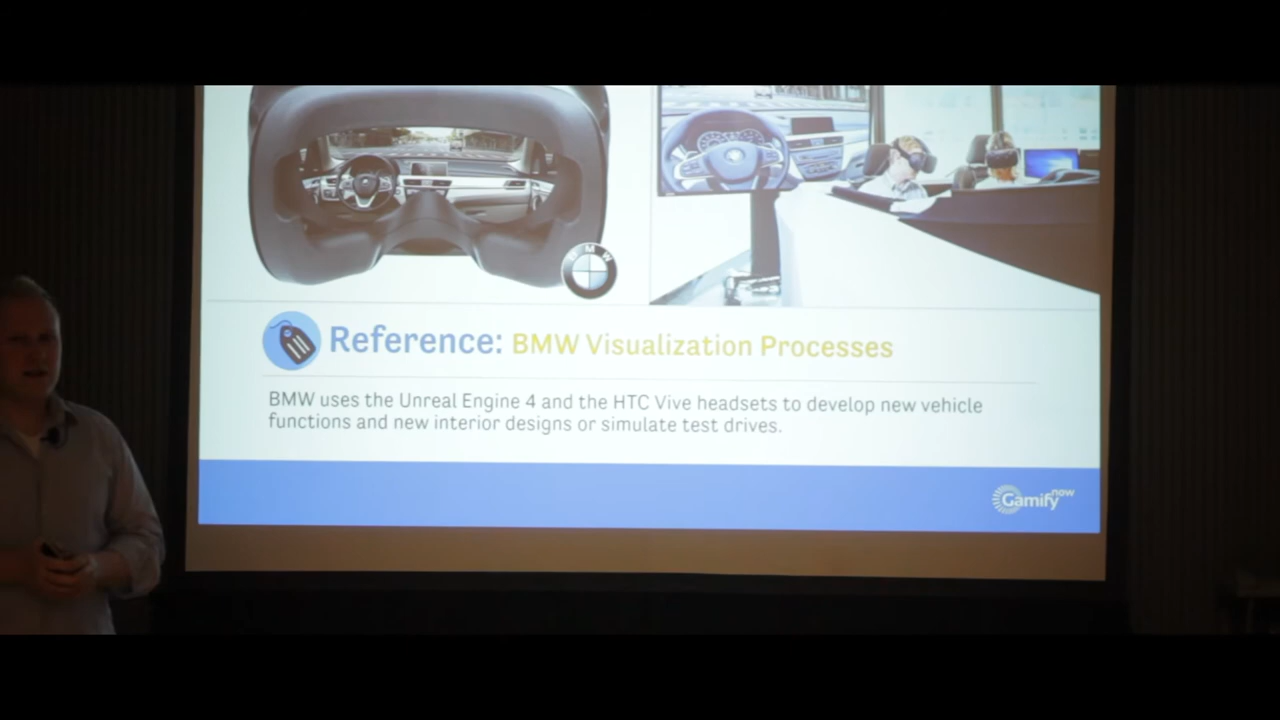 BMW
Reference: BMW Visualization Processes
BMW uses the Unreal Engine 4 and the HTC Vive headsets to develop new vehicle
functions and new interior designs or simulate test drives.
Gamify now